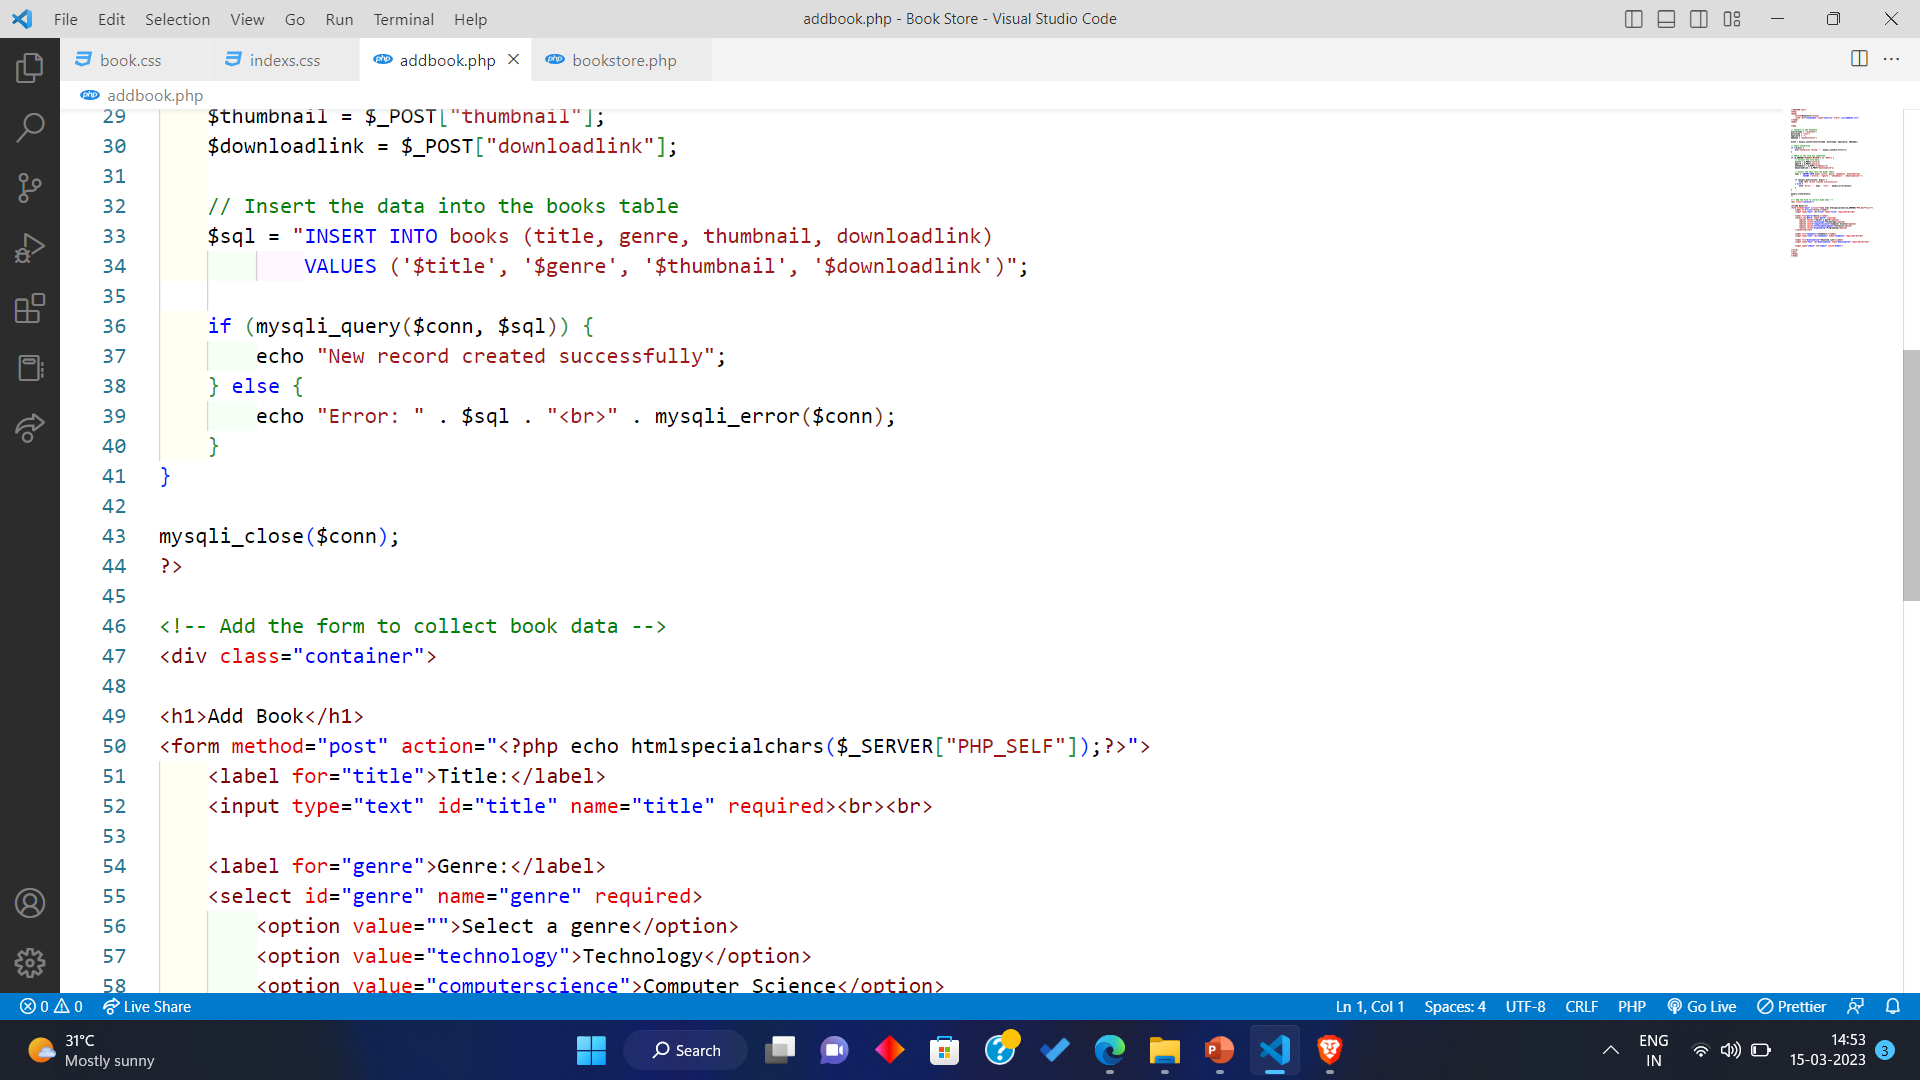 File Edit Selection View Go Run Terminal Help
addbook.php - Book Store - Visual Studio Code
book.css
indexs.css
addbook.php
bookstore.php
addbook.php
29 $thumbnail = $_POST["thumbnail"];
30 $downloadlink = $_POST["downloadlink"];
31
32 // Insert the data into the books table
33 $sql = "INSERT INTO books (title, genre, thumbnail, downloadlink)
34 VALUES ('$title', '$genre', '$thumbnail', '$downloadlink')";
35
36 if (mysqli_query($conn, $sql)) {
37 echo "New record created successfully";
38 } else {
39 echo "Error: " . $sql . "<br>" . mysqli_error($conn);
40 }
41 }
42
43 mysqli_close($conn);
44 ?>
45
46 <!-- Add the form to collect book data -->
47 <div class="container">
48
49 <h1>Add Book</h1>
50 <form method="post" action="<?php echo htmlspecialchars($_SERVER["PHP_SELF"]);?>">
51 <label for="title">Title:</label>
52 <input type="text" id="title" name="title" required><br><br>
53
54 <label for="genre">Genre:</label>
55 <select id="genre" name="genre" required>
56 <option value="">Select a genre</option>
57 <option value="technology">Technology</option>
58 <option value="computerscience">Computer Science</option>
0 0 Live Share
Ln 1, Col 1 Spaces: 4 UTF-8 CRLF PHP Go Live Prettier
31°C
Mostly sunny
Search
ENG
IN
14:53
15-03-2023
3